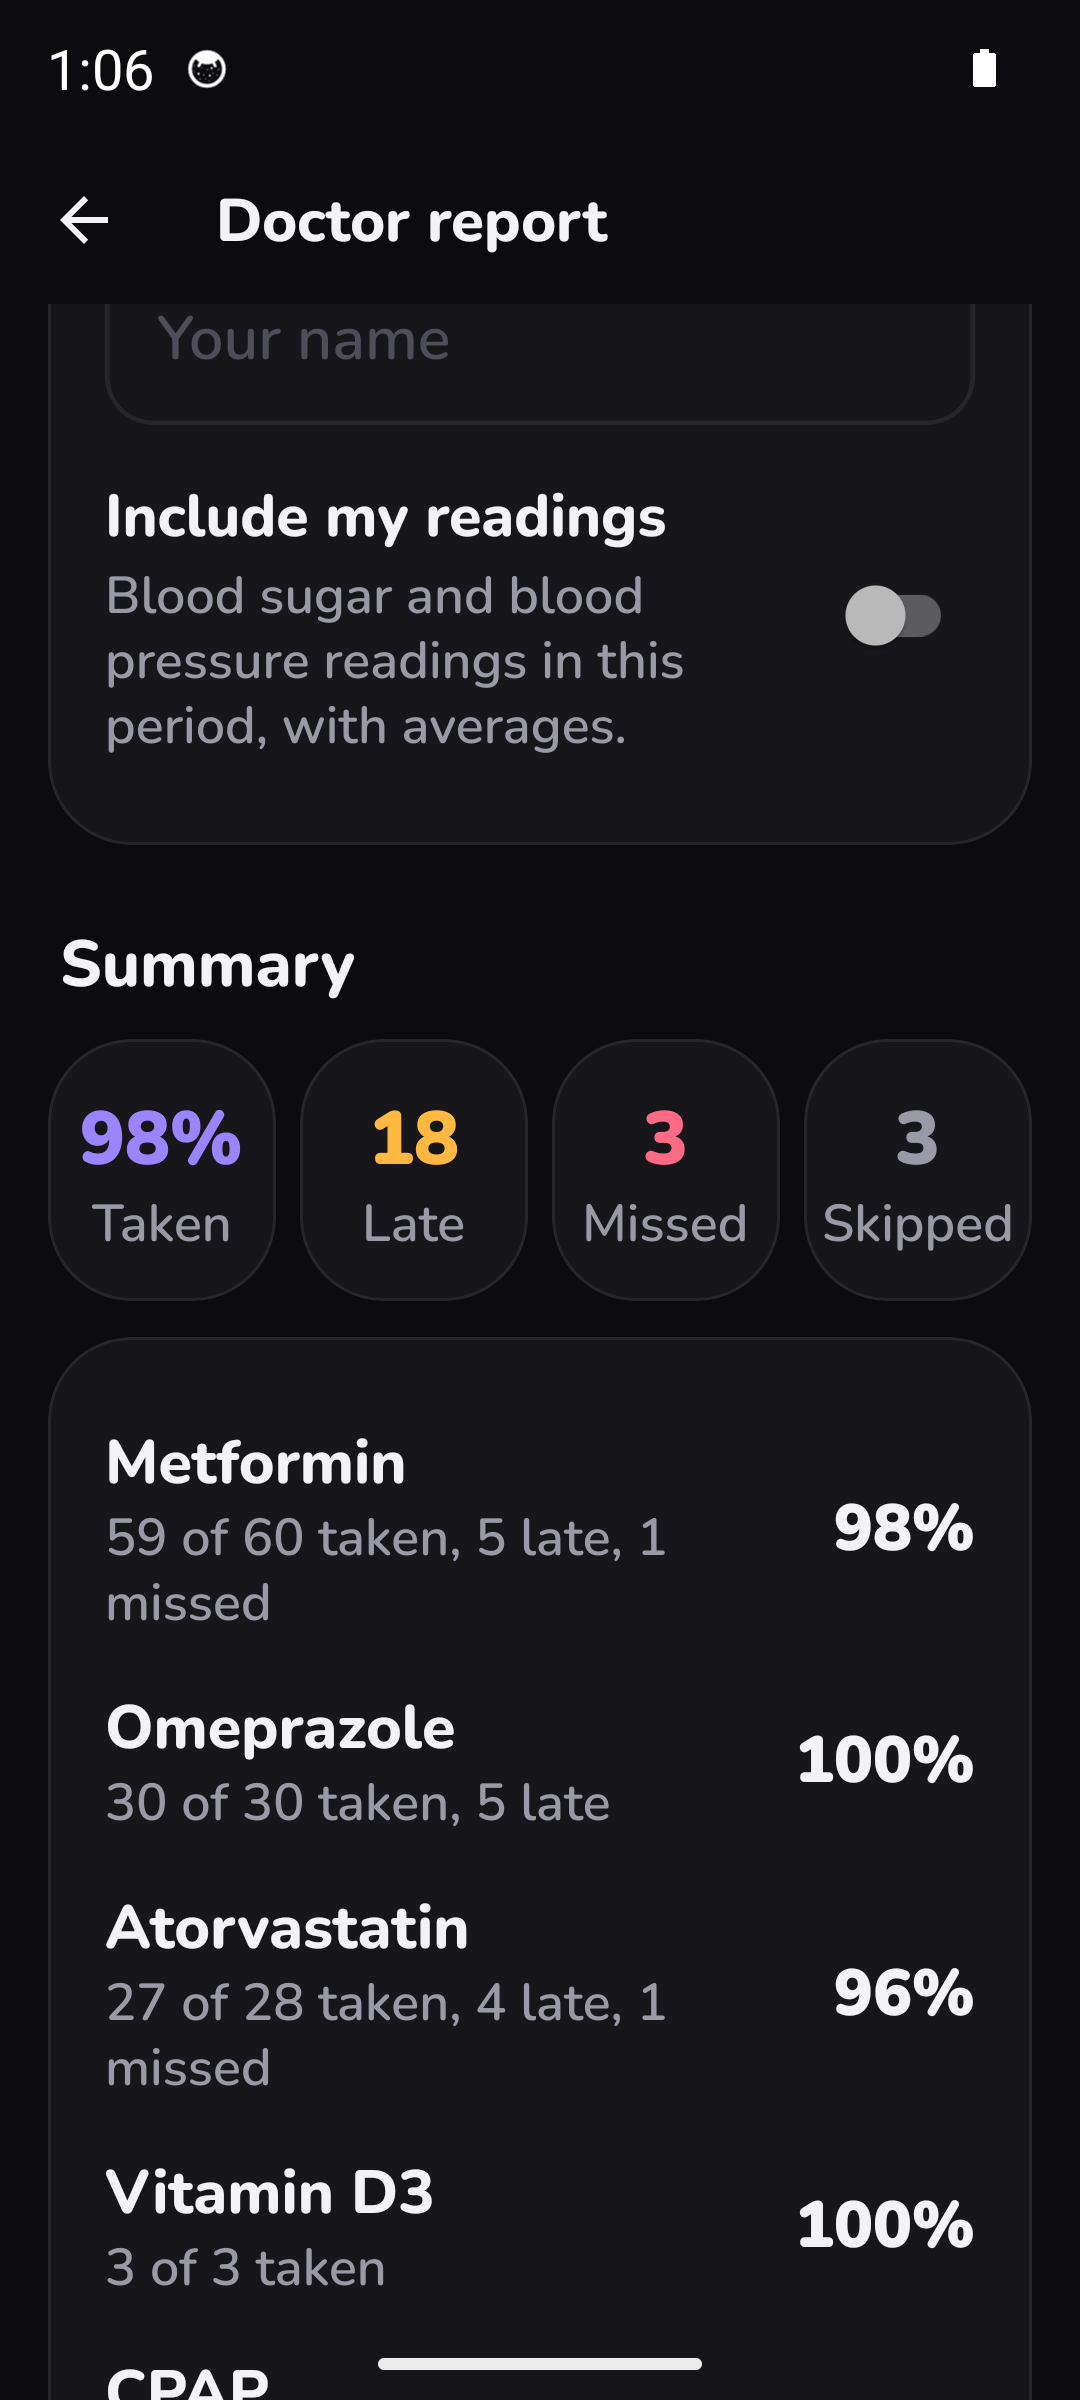 1:06
Doctor report
Your name
Include my readings
Blood sugar and blood
pressure readings in this
period, with averages.
Summary
98%
Taken
18
Late
3
Missed
3
Skipped
Metformin
59 of 60 taken, 5 late, 1
missed
98%
Omeprazole
30 of 30 taken, 5 late
100%
Atorvastatin
27 of 28 taken, 4 late, 1
missed
96%
Vitamin D3
3 of 3 taken
100%
CPAP